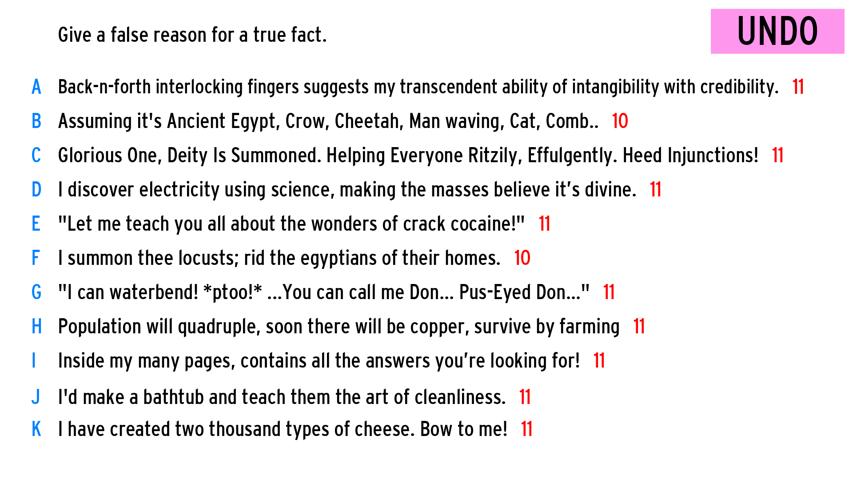 Give a false reason for a true fact.
UNDO
A Back-n-forth interlocking fingers suggests my transcendent ability of intangibility with credibility. 11
B Assuming it's Ancient Egypt, Crow, Cheetah, Man waving, Cat, Comb.. 10
C Glorious One, Deity Is Summoned. Helping Everyone Ritzily, Effulgently. Heed Injunctions! 11
D I discover electricity using science, making the masses believe it's divine. 11
E "Let me teach you all about the wonders of crack cocaine!" 11
F I summon thee locusts; rid the egyptians of their homes. 10
G "I can waterbend! *ptoo!* ...You can call me Don... Pus-Eyed Don..." 11
H Population will quadruple, soon there will be copper, survive by farming 11
I Inside my many pages, contains all the answers you're looking for! 11
J I'd make a bathtub and teach them the art of cleanliness. 11
K I have created two thousand types of cheese. Bow to me! 11